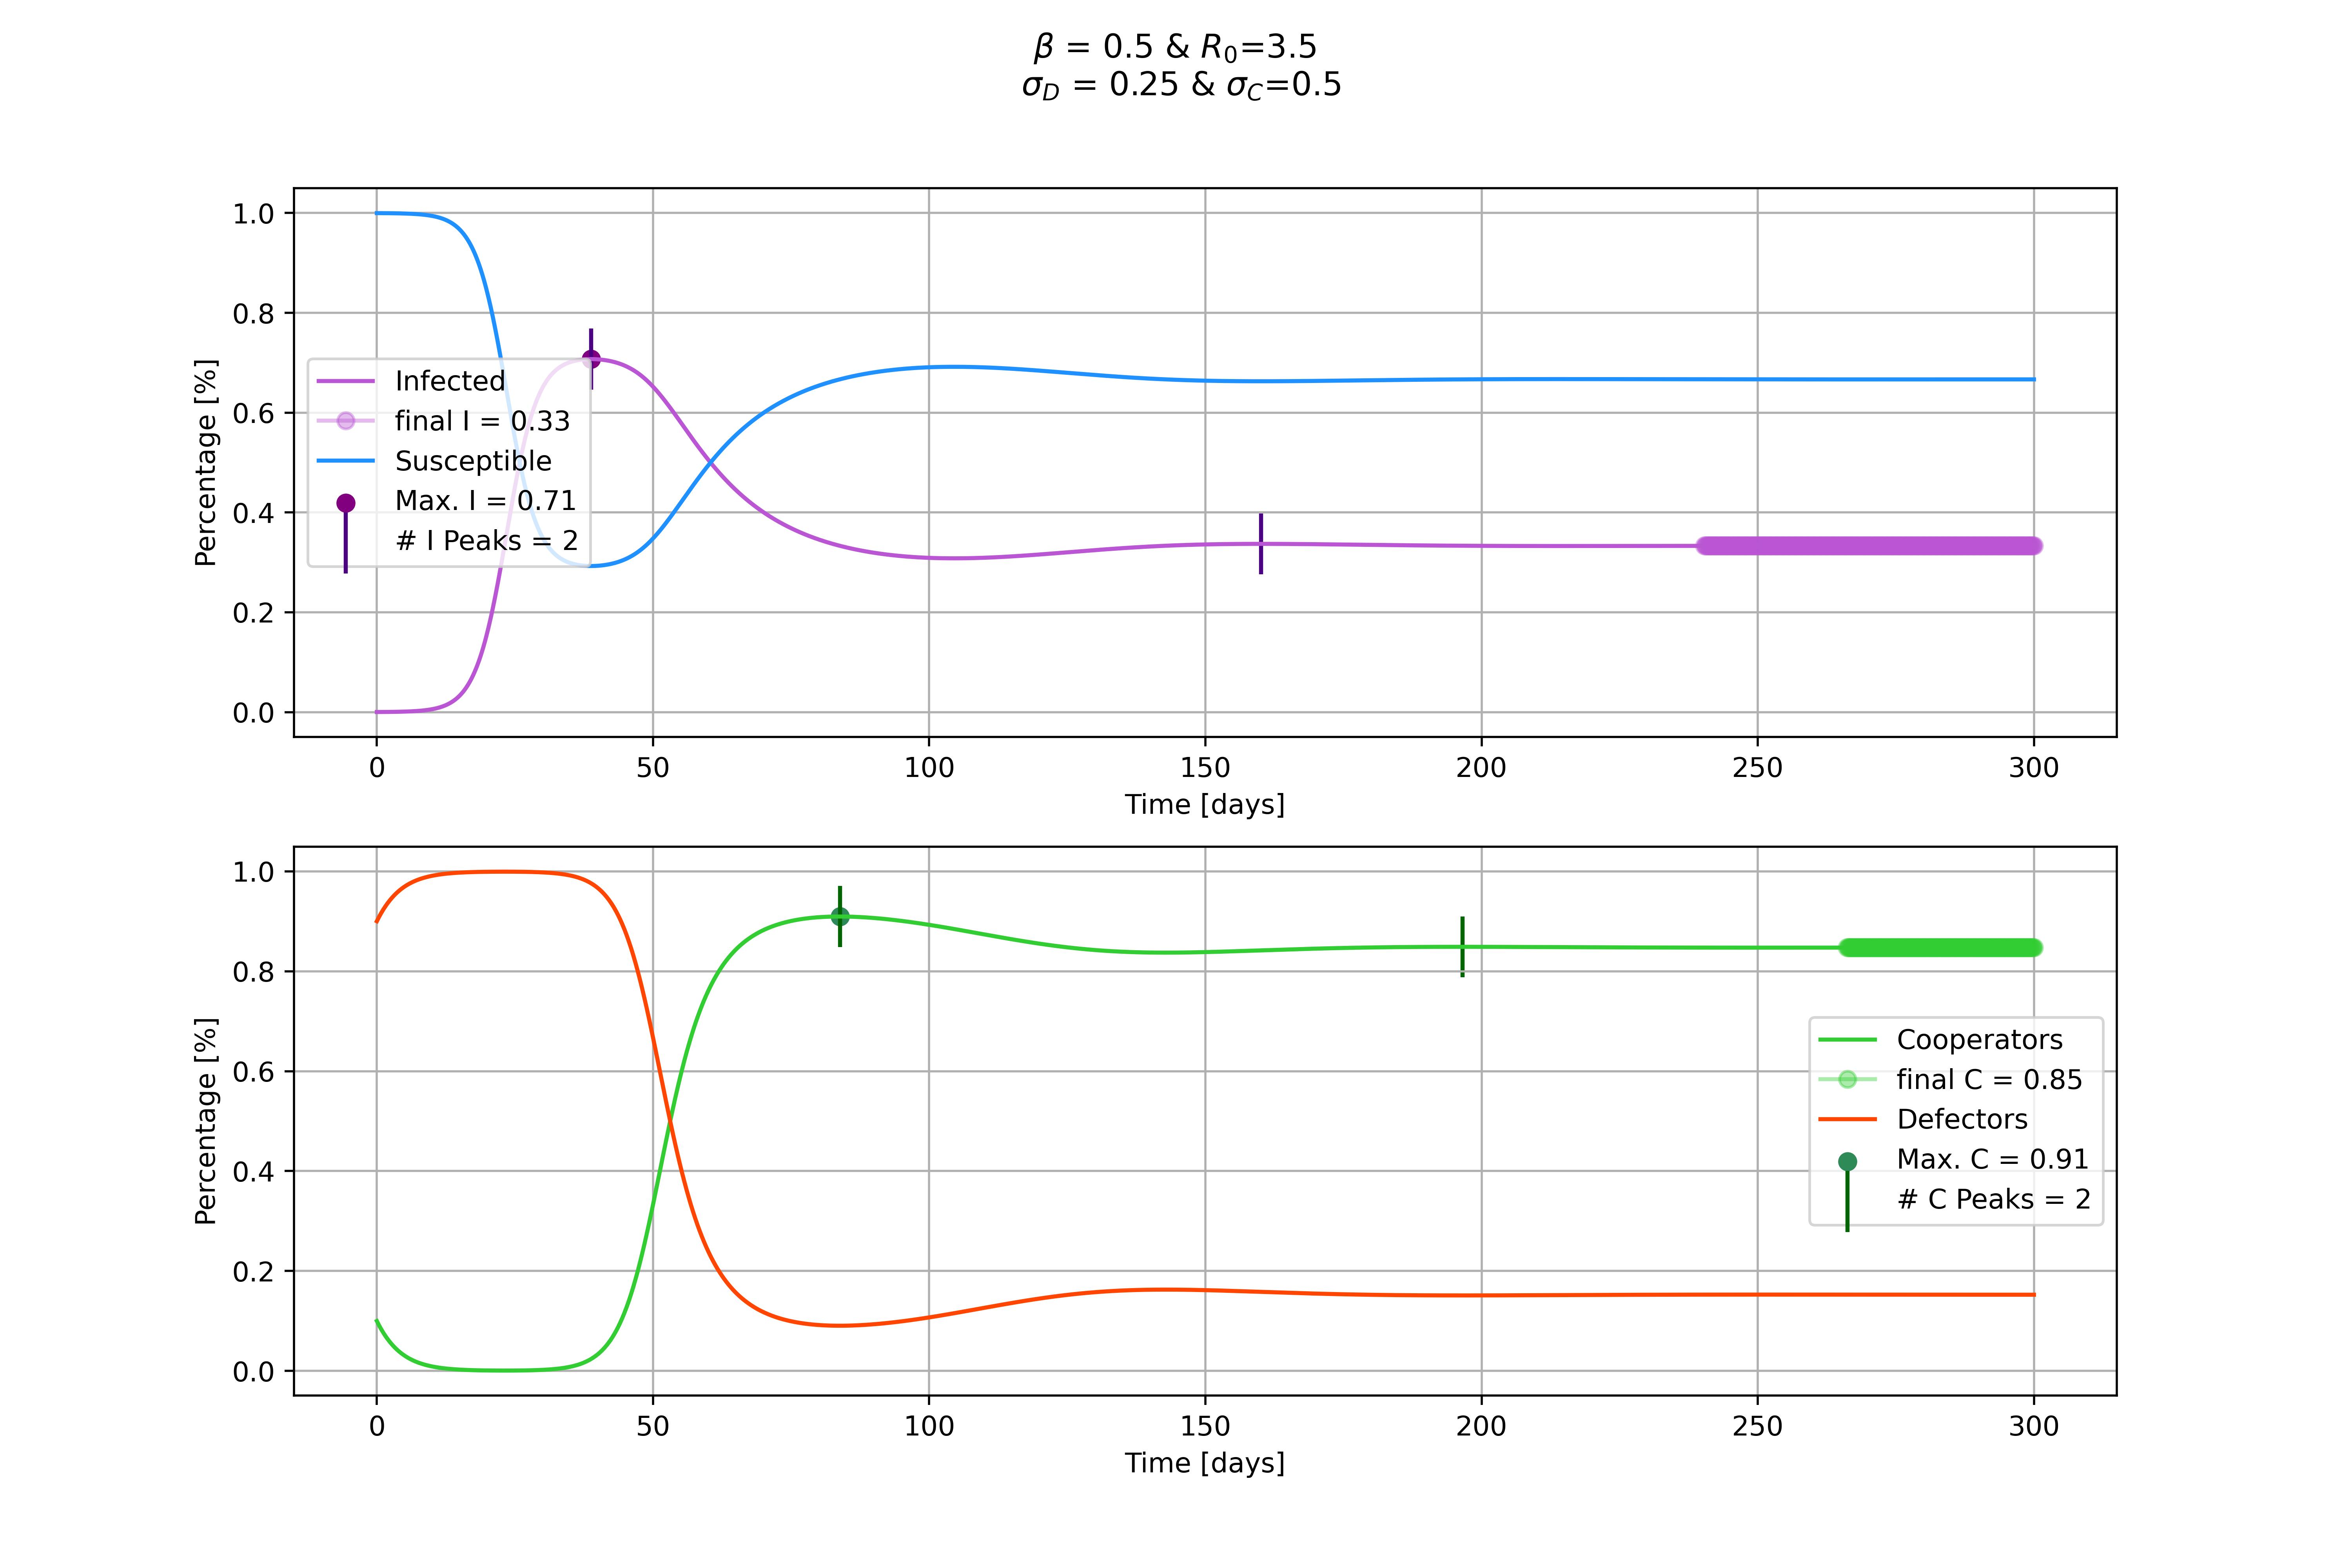 β = 0.5 & R₀=3.5
σ_D = 0.25 & σ_C=0.5
1.0
0.8
0.6
0.4
0.2
0.0
Percentage [%]
Infected
final I = 0.33
Susceptible
Max. I = 0.71
# I Peaks = 2
0 50 100 150 200 250 300
Time [days]
1.0
0.8
0.6
0.4
0.2
0.0
Percentage [%]
Cooperators
final C = 0.85
Defectors
Max. C = 0.91
# C Peaks = 2
0 50 100 150 200 250 300
Time [days]